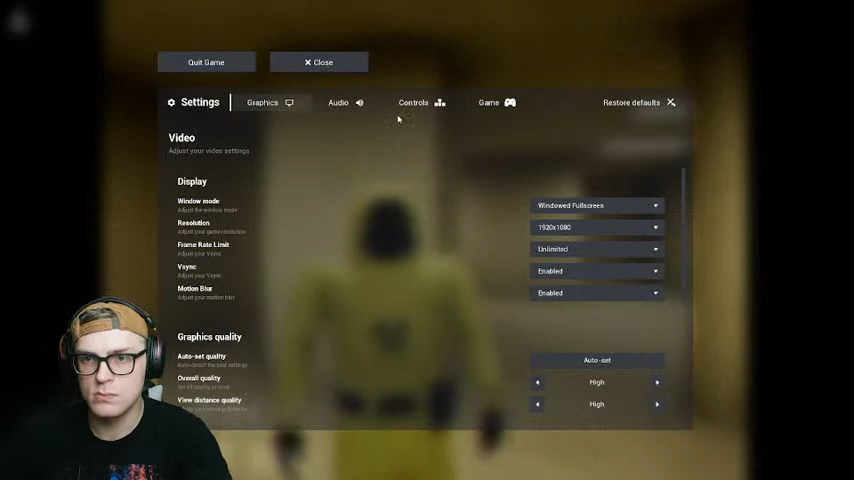 Quit Game
Close
Settings
Graphics
Audio
Controls
Game
Restore defaults
Video
Adjust your video settings
Display
Window mode
Adjust the window mode
Windowed Fullscreen
Resolution
Adjust your game resolution
1920x1080
Frame Rate Limit
Adjust your Vsync
Unlimited
Vsync
Adjust your Vsync
Enabled
Motion Blur
Adjust your motion blur
Enabled
Graphics quality
Auto-set quality
Auto-detect the best settings
Auto-set
Overall quality
High
View distance quality
High